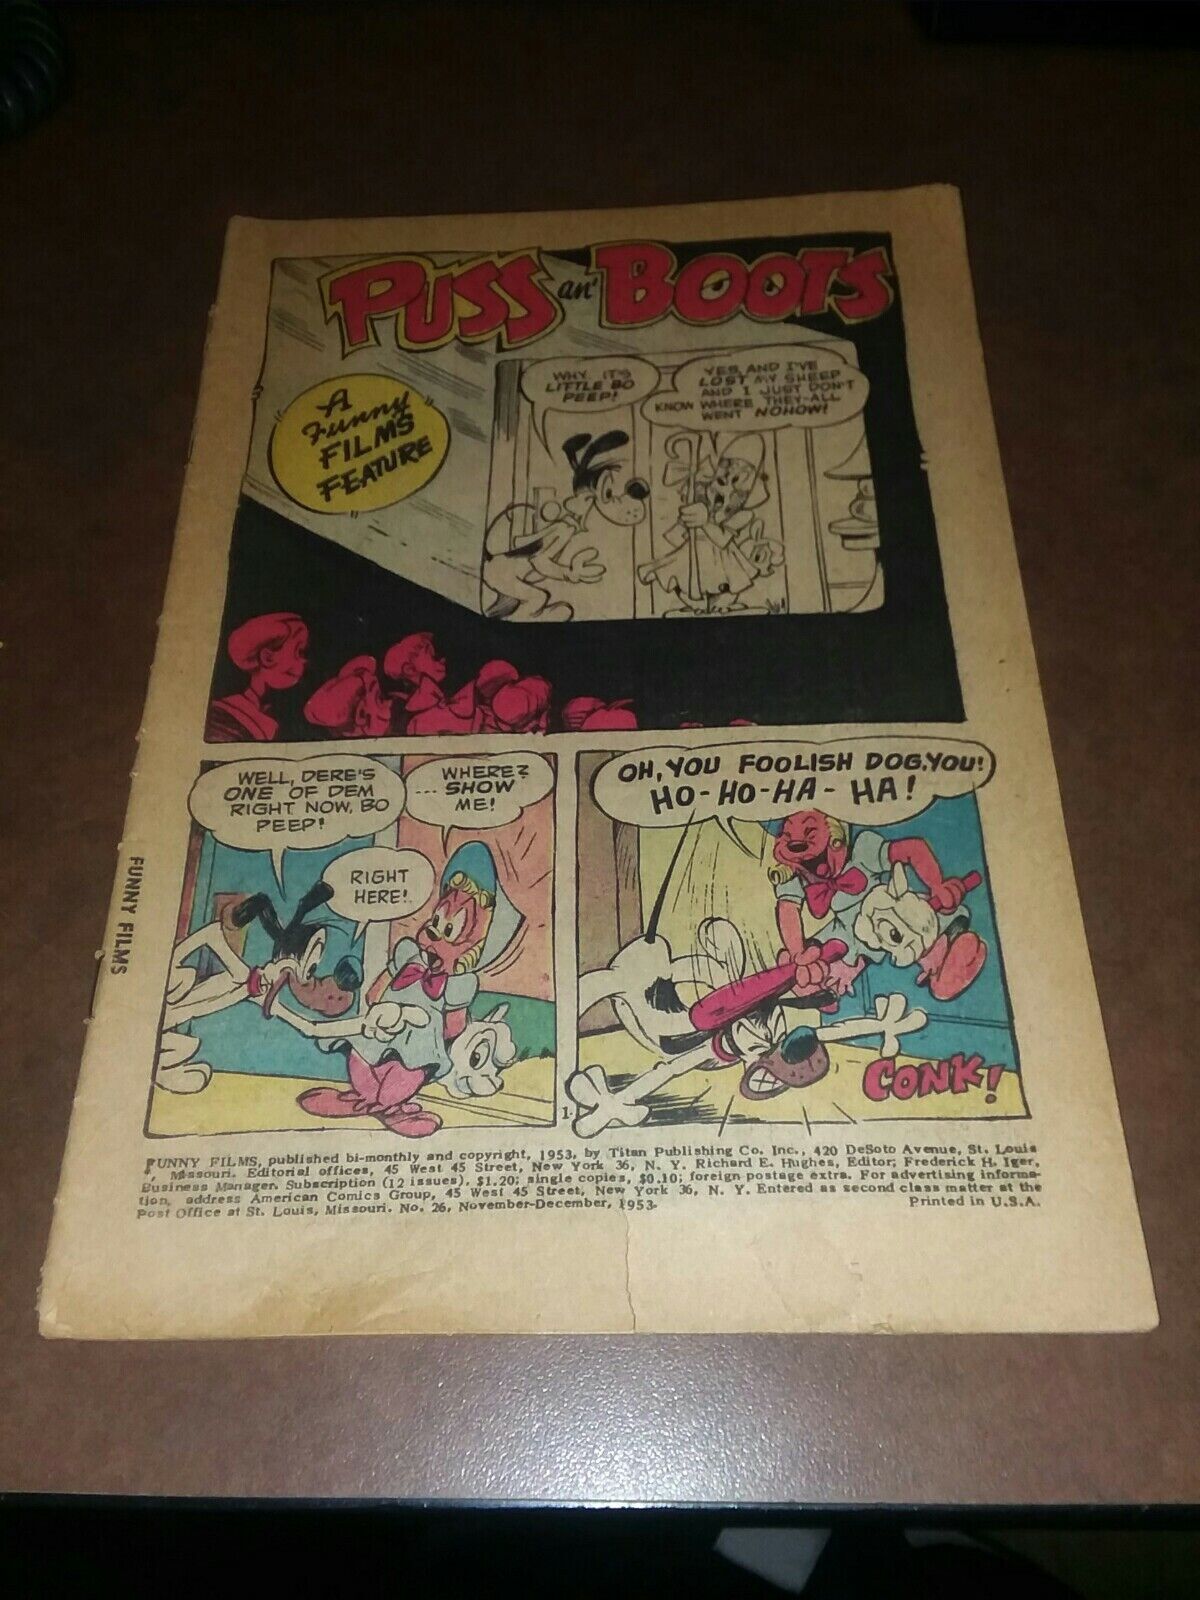 PUSS an' BOOTS
A
Funny
FILMS
FEATURE
WHY, IT'S
LITTLE BO
PEEP!
YES, AND I'VE
LOST MY SHEEP
AND I JUST DON'T
KNOW WHERE THEY-ALL
WENT NOHOW!
WELL, DERE'S
ONE OF DEM
RIGHT NOW, BO
PEEP!
WHERE?
... SHOW
ME!
RIGHT
HERE!
OH, YOU FOOLISH DOG, YOU!
HO-HO-HA-HA!
CONK!
1.
FUNNY FILMS
FUNNY FILMS, published bi-monthly and copyright, 1953, by Titan Publishing Co. Inc., 420 DeSoto Avenue, St. Louis
7, Missouri. Editorial offices, 45 West 45 Street, New York 36, N. Y. Richard E. Hughes, Editor; Frederick H. Iger,
Business Manager. Subscription (12 issues), $1.20; single copies, $0.10; foreign postage extra. For advertising informa-
tion, address American Comics Group, 45 West 45 Street, New York 36, N. Y. Entered as second class matter at the
Post Office at St. Louis, Missouri. No. 26, November-December, 1953. Printed in U.S.A.